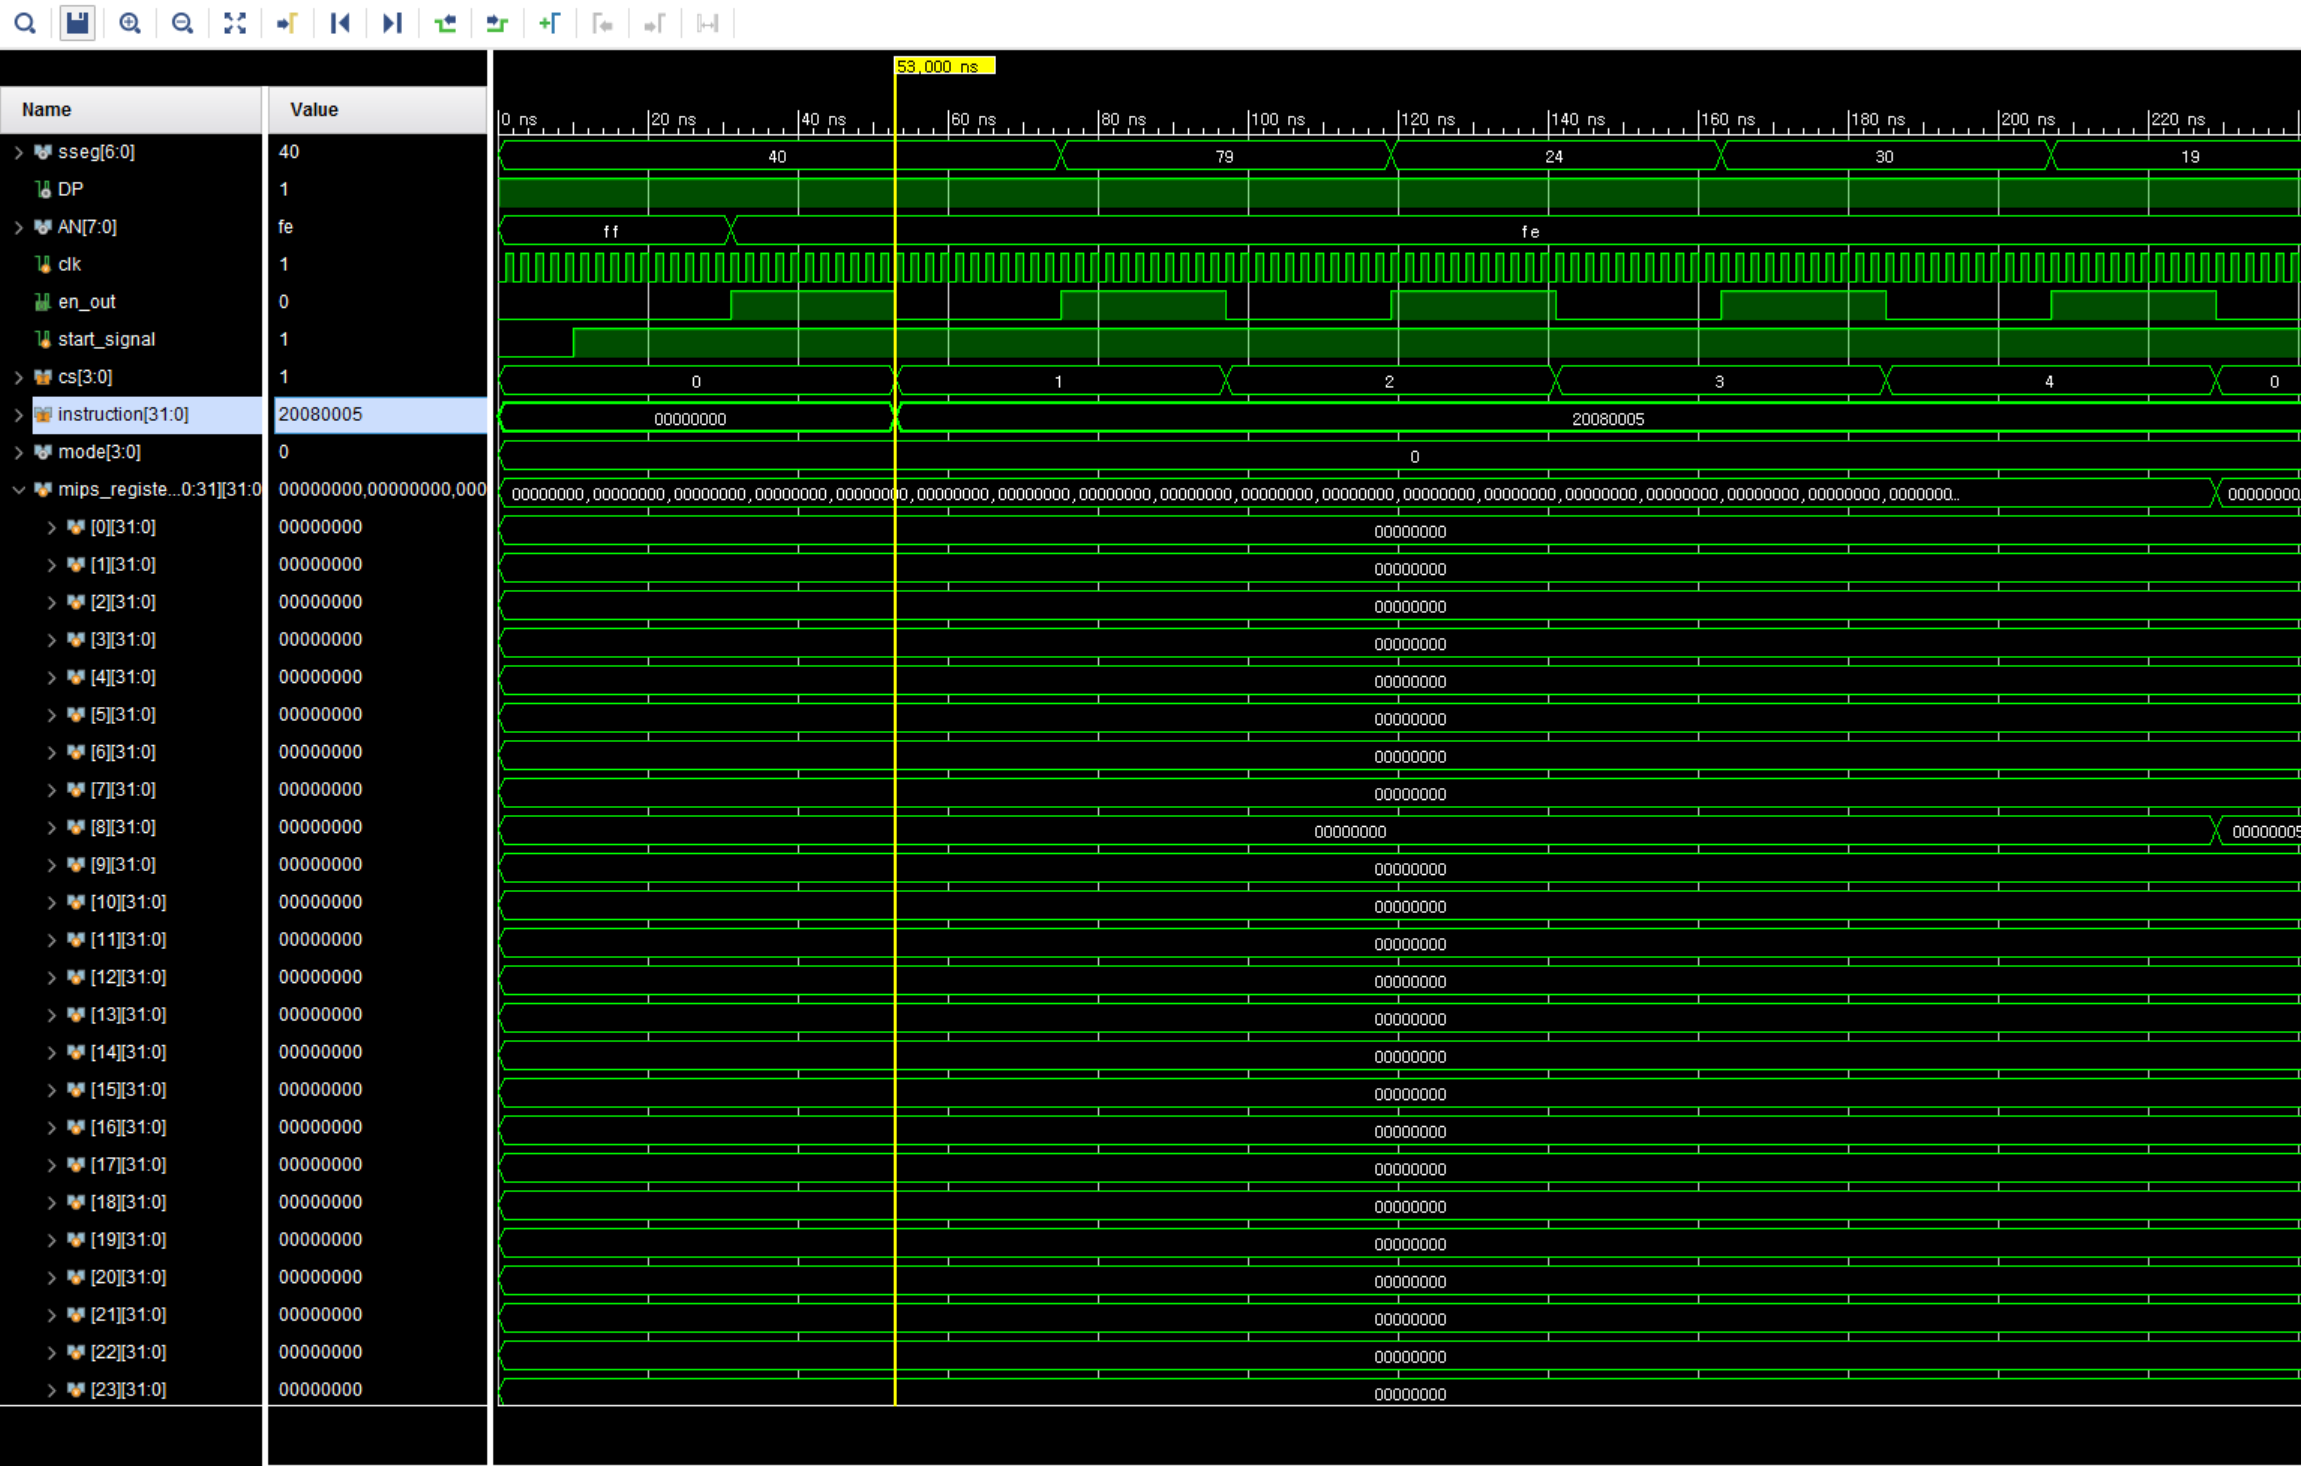 53,000 ns
Name Value
0 ns 20 ns 40 ns 60 ns 80 ns 100 ns 120 ns 140 ns 160 ns 180 ns 200 ns 220 ns
sseg[6:0] 40 40 79 24 30 19
DP 1
AN[7:0] fe ff fe
clk 1
en_out 0
start_signal 1
cs[3:0] 1 0 1 2 3 4 0
instruction[31:0] 20080005 00000000 20080005
mode[3:0] 0 0
mips_registe...0:31][31:0 00000000,00000000,000 00000000,00000000,00000000,00000000,00000000,00000000,00000000,00000000,00000000,00000000,00000000,00000000,00000000,00000000,00000000,00000000,00000000,0000000... 00000000
[0][31:0] 00000000 00000000
[1][31:0] 00000000 00000000
[2][31:0] 00000000 00000000
[3][31:0] 00000000 00000000
[4][31:0] 00000000 00000000
[5][31:0] 00000000 00000000
[6][31:0] 00000000 00000000
[7][31:0] 00000000 00000000
[8][31:0] 00000000 00000000 00000005
[9][31:0] 00000000 00000000
[10][31:0] 00000000 00000000
[11][31:0] 00000000 00000000
[12][31:0] 00000000 00000000
[13][31:0] 00000000 00000000
[14][31:0] 00000000 00000000
[15][31:0] 00000000 00000000
[16][31:0] 00000000 00000000
[17][31:0] 00000000 00000000
[18][31:0] 00000000 00000000
[19][31:0] 00000000 00000000
[20][31:0] 00000000 00000000
[21][31:0] 00000000 00000000
[22][31:0] 00000000 00000000
[23][31:0] 00000000 00000000